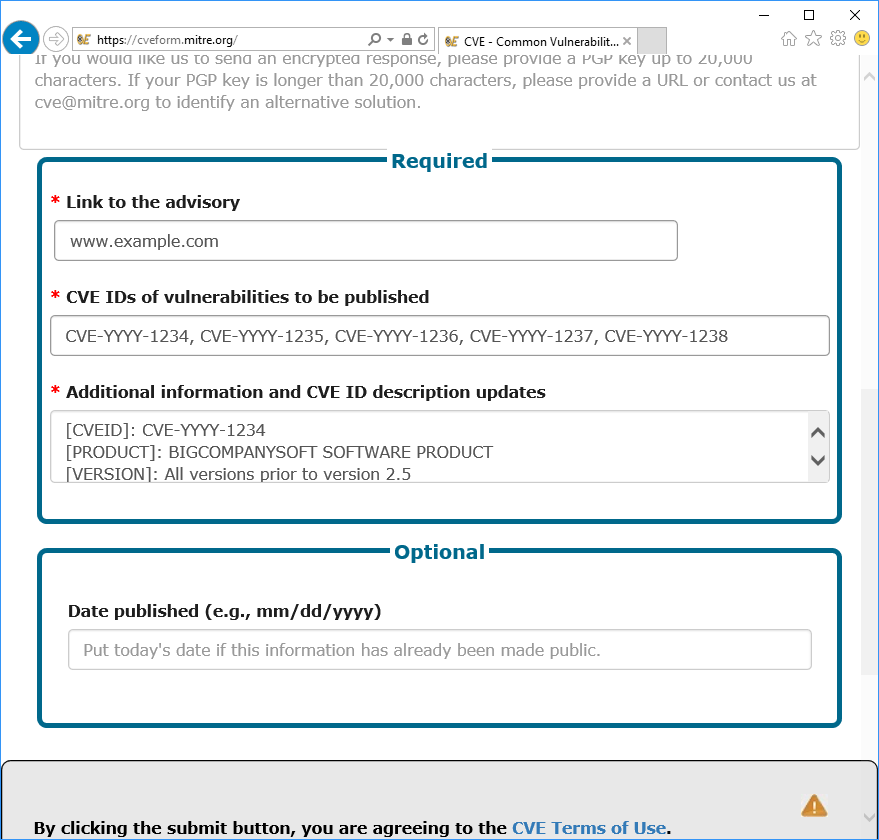 https://cveform.mitre.org/
CVE - Common Vulnerabilit...
If you would like us to send an encrypted response, please provide a PGP key up to 20,000
characters. If your PGP key is longer than 20,000 characters, please provide a URL or contact us at
cve@mitre.org to identify an alternative solution.
Required
* Link to the advisory
www.example.com
* CVE IDs of vulnerabilities to be published
CVE-YYYY-1234, CVE-YYYY-1235, CVE-YYYY-1236, CVE-YYYY-1237, CVE-YYYY-1238
* Additional information and CVE ID description updates
[CVEID]: CVE-YYYY-1234
[PRODUCT]: BIGCOMPANYSOFT SOFTWARE PRODUCT
[VERSION]: All versions prior to version 2.5
Optional
Date published (e.g., mm/dd/yyyy)
Put today's date if this information has already been made public.
By clicking the submit button, you are agreeing to the CVE Terms of Use.